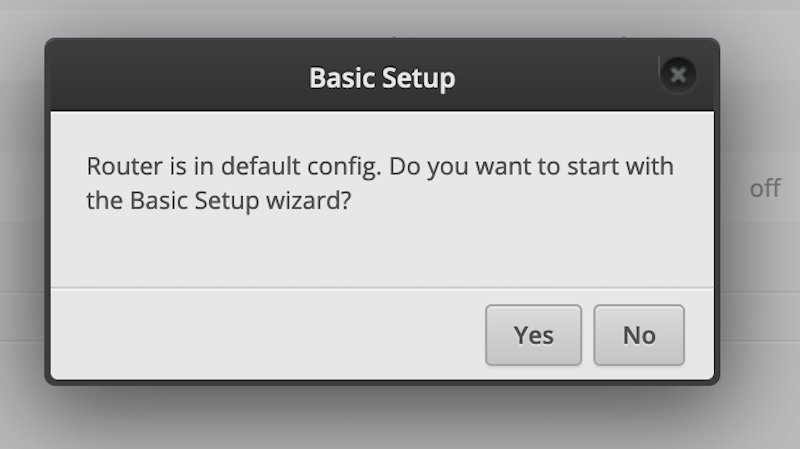 Basic Setup
Router is in default config. Do you want to start with
the Basic Setup wizard?
off
Yes
No